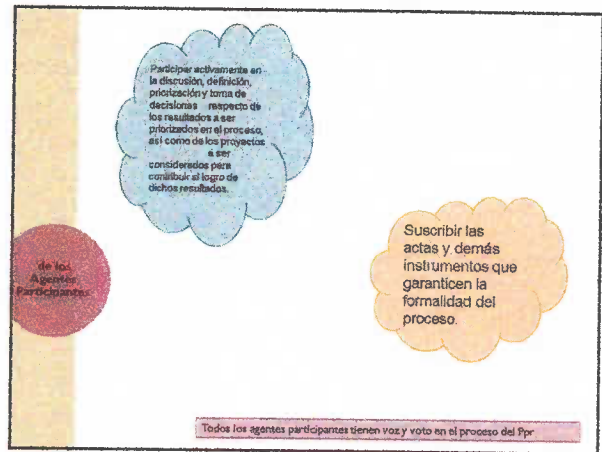 Participar activamente en
la discusión, definición,
priorización y toma de
decisiones respecto de
los resultados a ser
priorizados en el proceso,
así como de los proyectos
a ser
considerados para
contribuir al logro de
dichos resultados.
Suscribir las
actas y demás
instrumentos que
garanticen la
formalidad del
proceso.
de los
Agentes
Participantes
Todos los agentes participantes tienen voz y voto en el proceso del Ppr